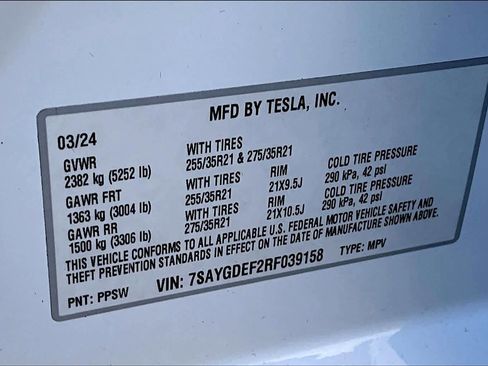 MFD BY TESLA, INC.
03/24
GVWR WITH TIRES
2382 kg (5252 lb) 255/35R21 & 275/35R21
GAWR FRT WITH TIRES RIM COLD TIRE PRESSURE
1363 kg (3004 lb) 255/35R21 21X9.5J 290 kPa, 42 psi
GAWR RR WITH TIRES RIM COLD TIRE PRESSURE
1500 kg (3306 lb) 275/35R21 21X10.5J 290 kPa, 42 psi
THIS VEHICLE CONFORMS TO ALL APPLICABLE U.S. FEDERAL MOTOR VEHICLE SAFETY AND
THEFT PREVENTION STANDARDS IN EFFECT ON THE DATE OF MANUFACTURE SHOWN ABOVE.
PNT: PPSW VIN: 7SAYGDEF2RF039158 TYPE: MPV